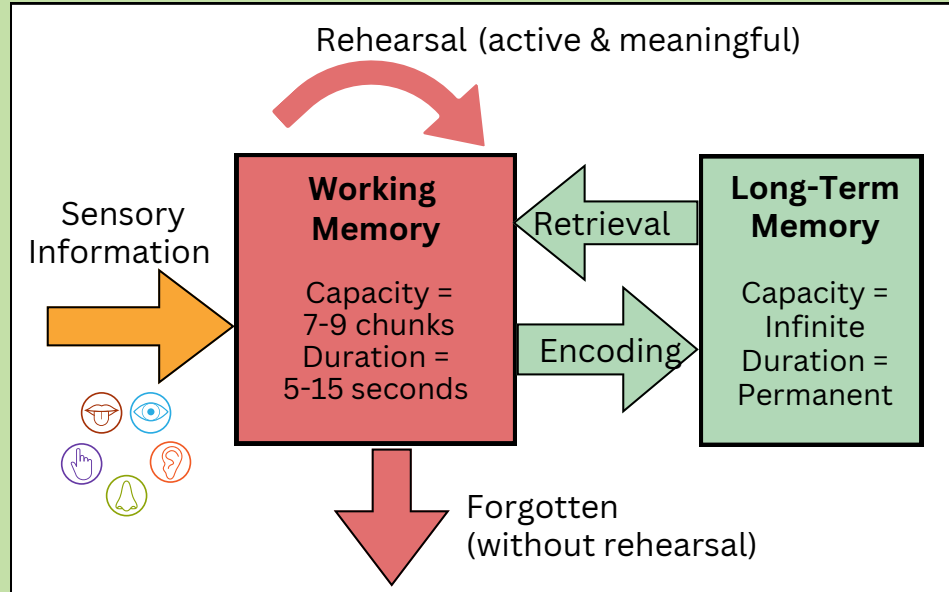 Rehearsal (active & meaningful)
Sensory
Information
Working
Memory
Capacity =
7-9 chunks
Duration =
5-15 seconds
Retrieval
Encoding
Long-Term
Memory
Capacity =
Infinite
Duration =
Permanent
Forgotten
(without rehearsal)